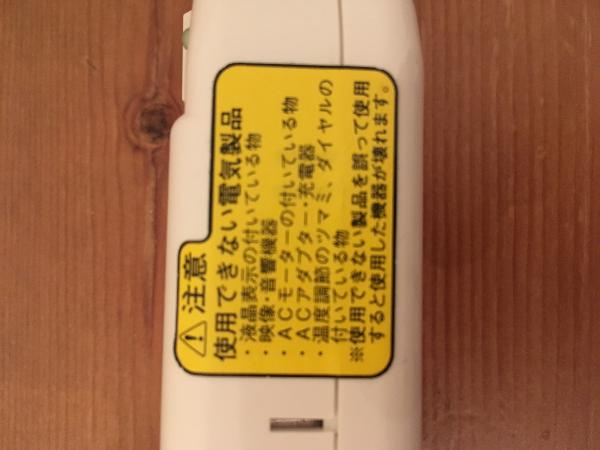 ⚠ 注意
使用できない電気製品
・液晶表示の付いている物
・映像・音響機器
・ACモーターの付いている物
・ACアダプター・充電器
・温度調節のツマミ、ダイヤルの
付いている物
※使用できない製品を誤って使用
すると使用した機器が壊れます。